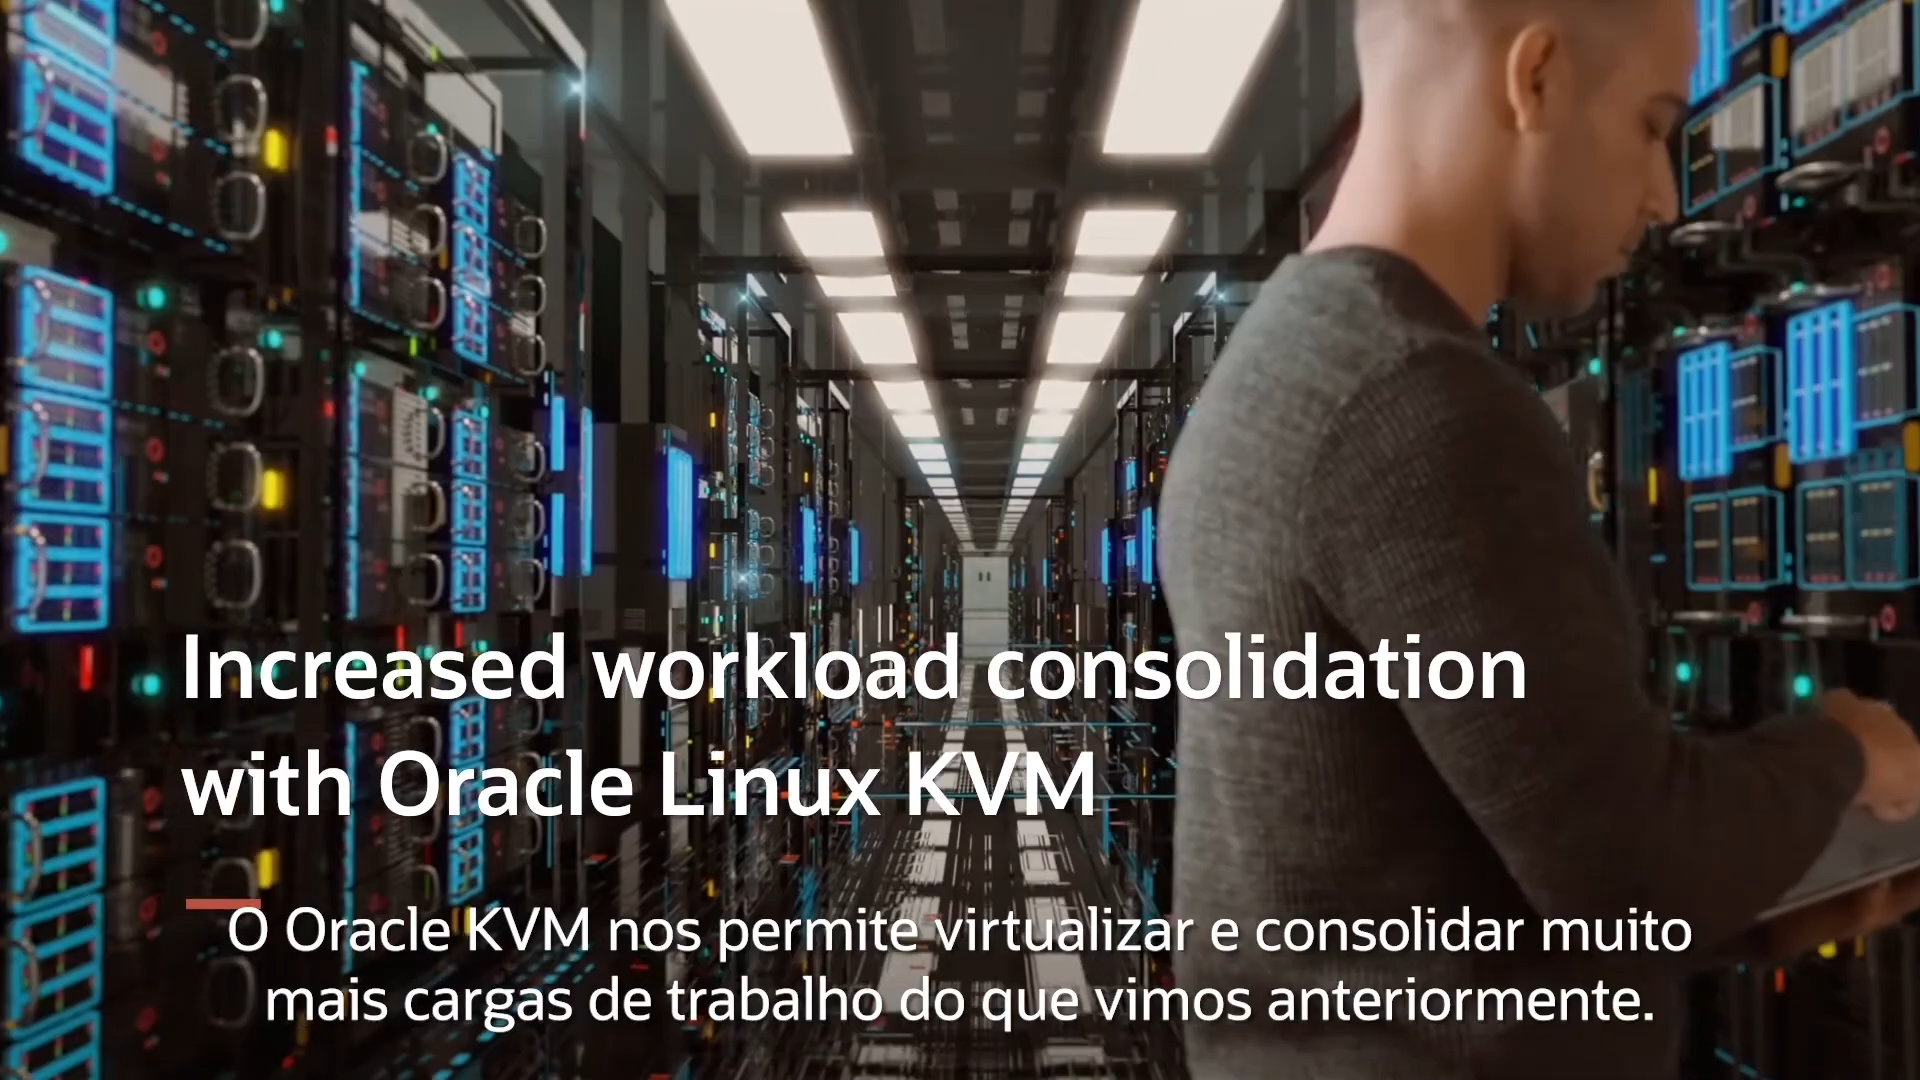 Increased workload consolidation
with Oracle Linux KVM
O Oracle KVM nos permite virtualizar e consolidar muito
mais cargas de trabalho do que vimos anteriormente.